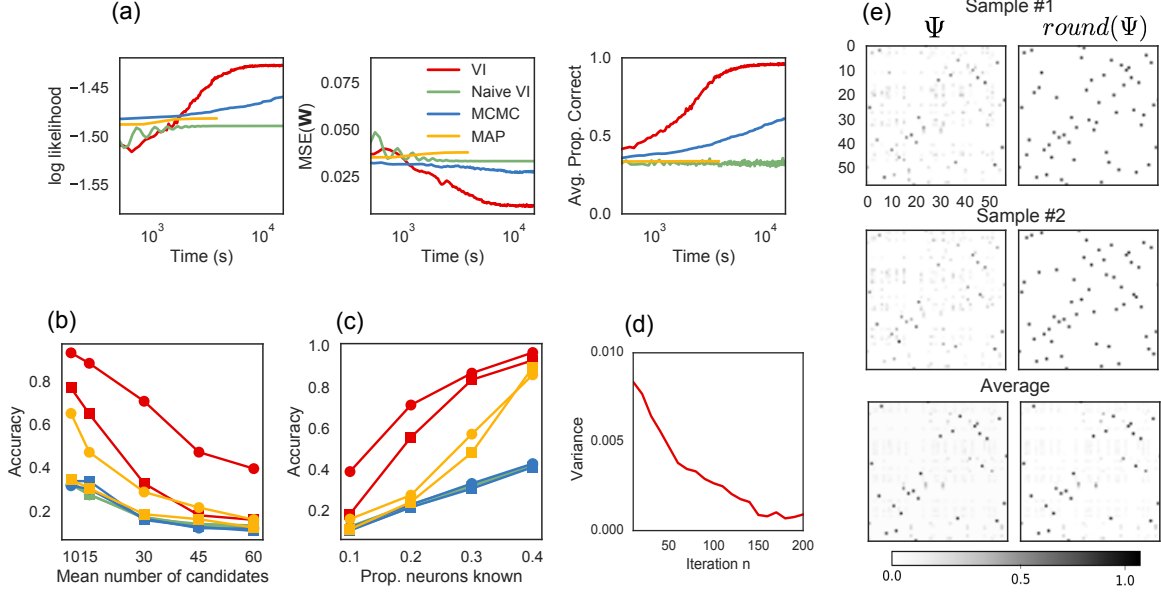 (a)
log likelihood
−1.45
−1.50
−1.55
10³
10⁴
Time (s)
MSE(W)
0.075
0.050
0.025
VI
Naive VI
MCMC
MAP
10³
10⁴
Time (s)
Avg. Prop. Correct
1.0
0.5
0.0
10³
10⁴
Time (s)
(b)
Accuracy
0.8
0.6
0.4
0.2
10 15 30 45 60
Mean number of candidates
(c)
Accuracy
1.0
0.8
0.6
0.4
0.2
0.1 0.2 0.3 0.4
Prop. neurons known
(d)
Variance
0.010
0.005
0.000
50 100 150 200
Iteration n
(e)
Sample #1
Ψ
round(Ψ)
0
10
20
30
40
50
0 10 20 30 40 50
Sample #2
Average
0.0 0.5 1.0